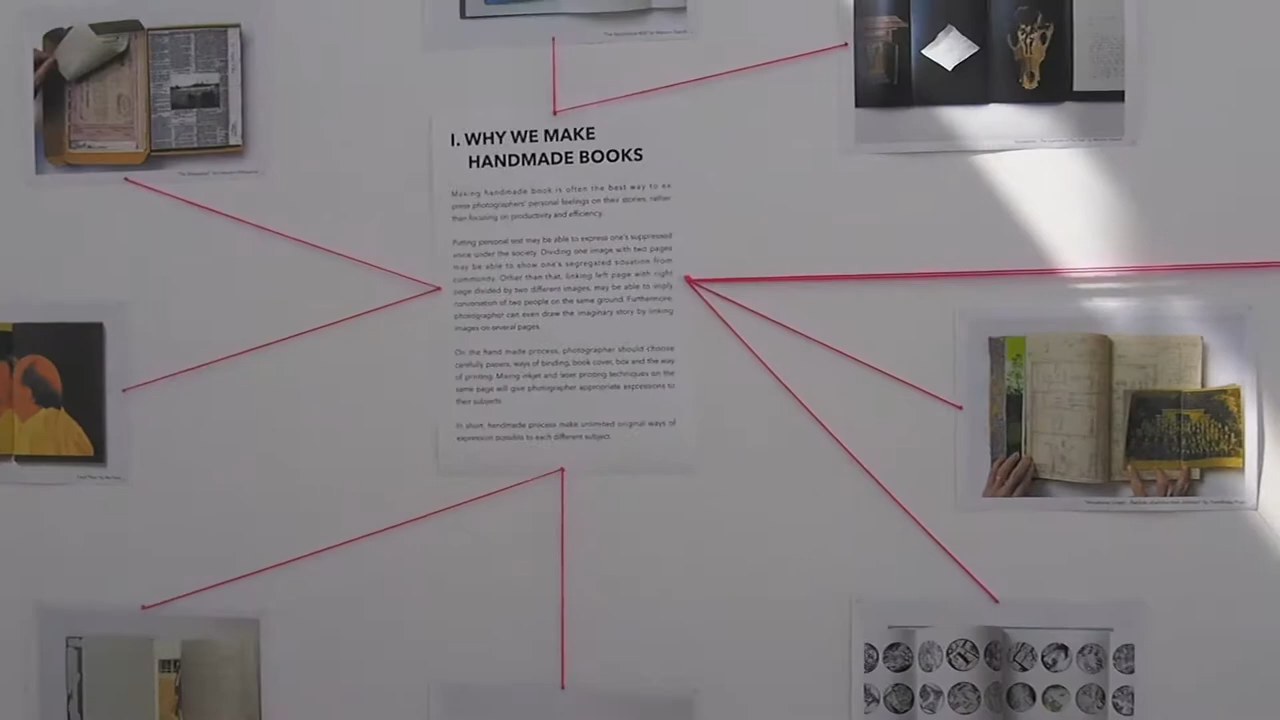 I. WHY WE MAKE
HANDMADE BOOKS
Making handmade book is often the best way to ex
press photographers' personal feelings on their stories, rather
than focusing on productivity and efficiency.
Putting personal text may be able to express one's suppressed
voice under the society. Dividing one image with two pages
may be able to show one's segregated situation from
community. Other than that, linking left page with right
page divided by two different images, may be able to imply
conversation of two people on the same ground. Furthermore,
photographer can even draw the imaginary story by linking
images on several pages.
On the hand made process, photographer should choose
carefully papers, ways of binding, book cover, box and the way
of printing. Mixing inkjet and laser printing techniques on the
same page will give photographer appropriate expressions to
their subjects.
In short, handmade process make unlimited original ways of
expression possible to each different subject.